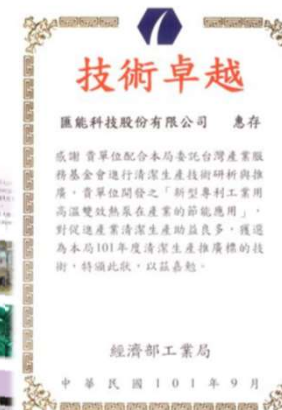 技術卓越
匯能科技股份有限公司 惠存
感謝 貴單位配合本局委託台灣產業服
務基金會進行清潔生產技術研析與推
廣,貴單位開發之「新型專利工業用
高溫雙效熱泵在產業的節能應用」,
對促進產業清潔生產助益良多,獲選
為本局101年度清潔生產推廣標的技
術,特頒此狀,以茲嘉勉。
經濟部工業局
中華民國101年9月